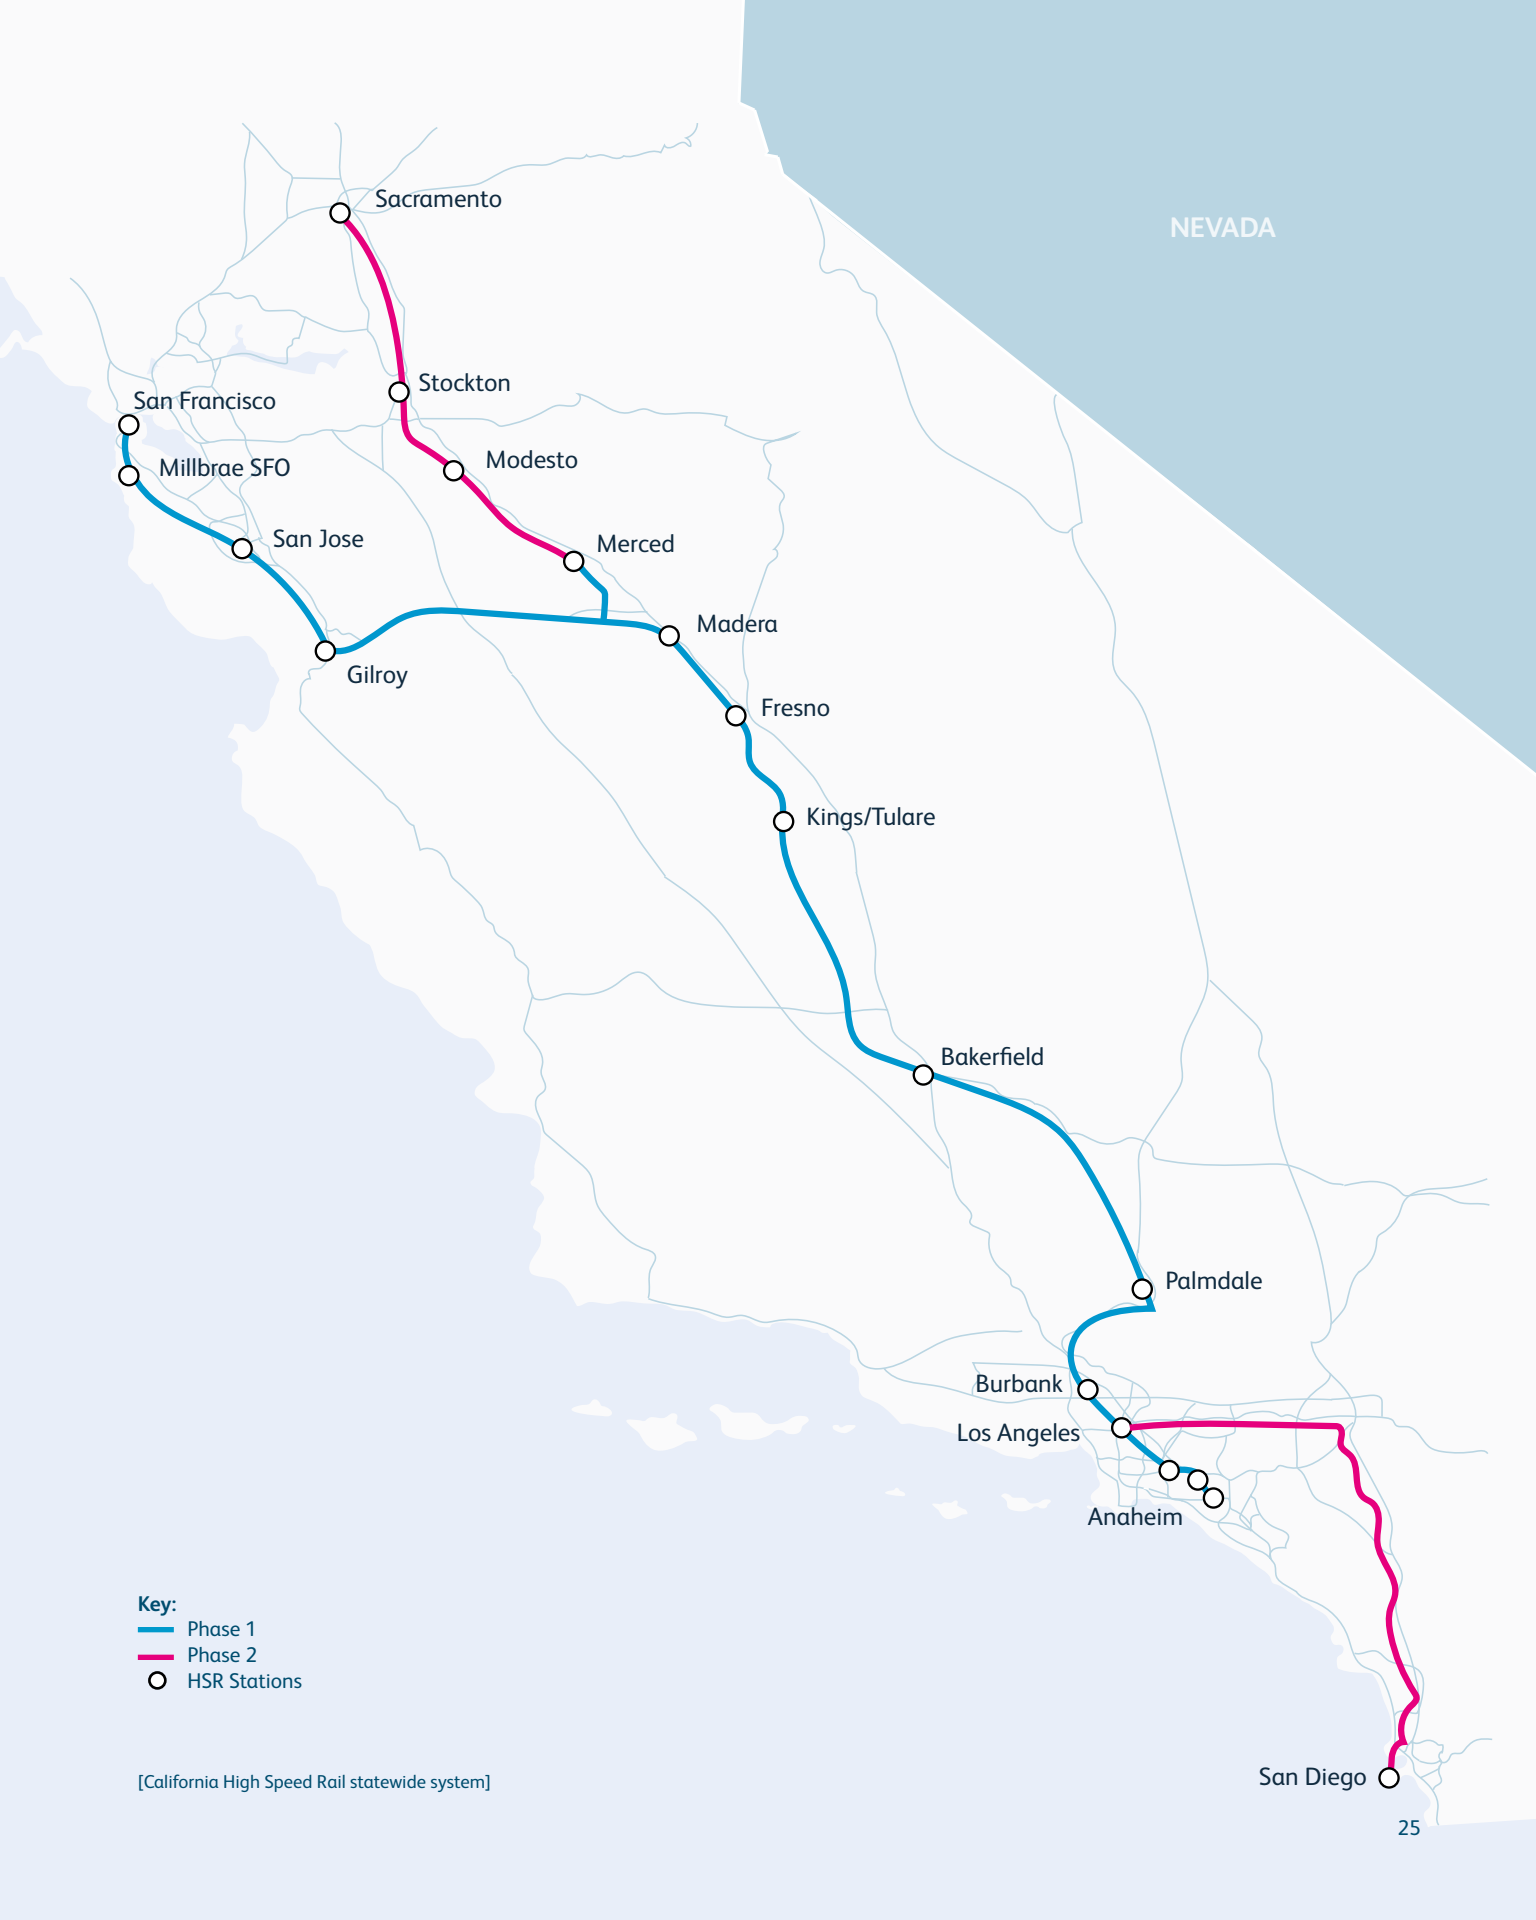 NEVADA
Sacramento
Stockton
San Francisco
Modesto
Millbrae SFO
San Jose
Merced
Madera
Gilroy
Fresno
Kings/Tulare
Bakerfield
Palmdale
Burbank
Los Angeles
Anaheim
Key:
Phase 1
Phase 2
HSR Stations
San Diego
[California High Speed Rail statewide system]
25